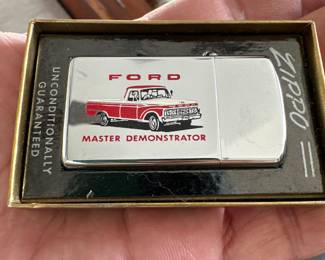 FORD
MASTER DEMONSTRATOR
UNCONDITIONALLY
GUARANTEED
ZIPPO